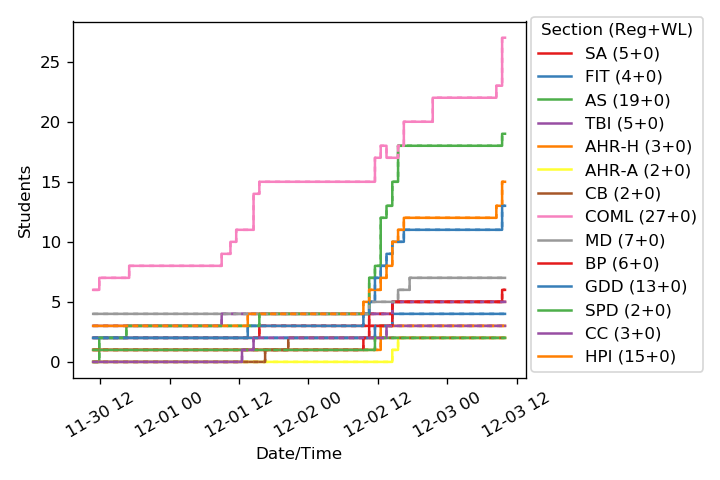 Section (Reg+WL)
SA (5+0)
FIT (4+0)
AS (19+0)
TBI (5+0)
AHR-H (3+0)
AHR-A (2+0)
CB (2+0)
COML (27+0)
MD (7+0)
BP (6+0)
GDD (13+0)
SPD (2+0)
CC (3+0)
HPI (15+0)
Students
25
20
15
10
5
0
11-30 12
12-01 00
12-01 12
12-02 00
12-02 12
12-03 00
12-03 12
Date/Time